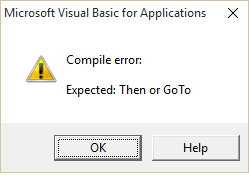 Microsoft Visual Basic for Applications
Compile error:
Expected: Then or GoTo
OK
Help